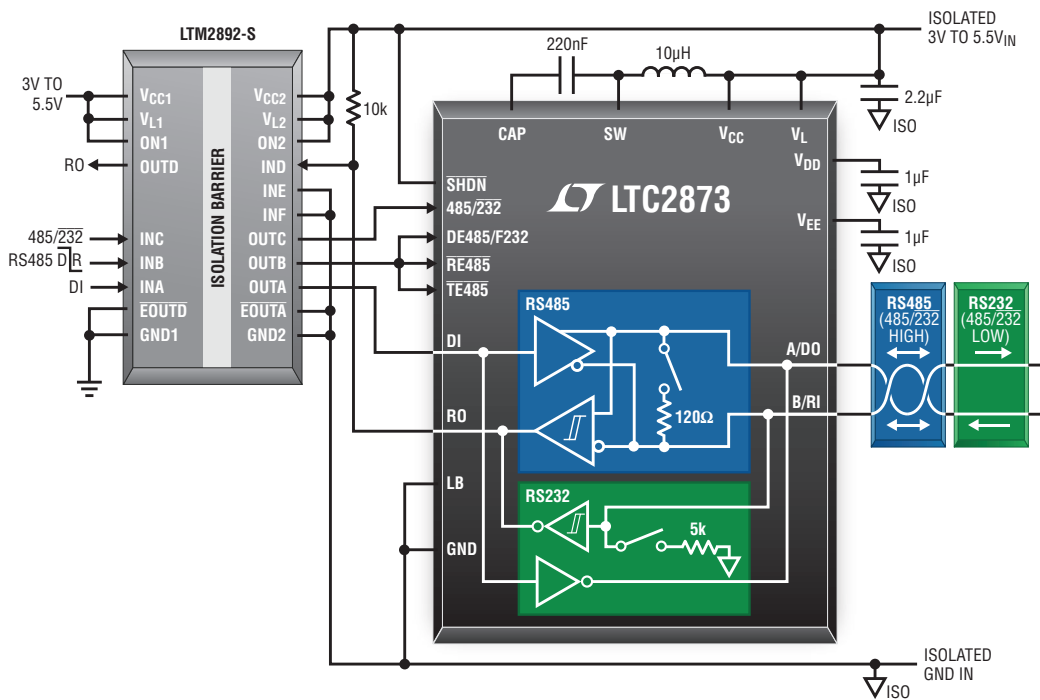 LTM2892-S
ISOLATION BARRIER
3V TO
5.5V
VCC1
VL1
ON1
RO
OUTD
485/232
INC
RS485 D R
INB
DI
INA
EOUTD
GND1
VCC2
VL2
ON2
IND
INE
INF
OUTC
OUTB
OUTA
EOUTA
GND2
10k
220nF
10µH
ISOLATED
3V TO 5.5VIN
2.2µF
ISO
CAP
SW
VCC
VL
VDD
1µF
ISO
VEE
1µF
ISO
SHDN
485/232
DE485/F232
RE485
TE485
LTC2873
RS485
DI
RO
120Ω
A/DO
B/RI
LB
GND
RS232
5k
RS485
(485/232
HIGH)
RS232
(485/232
LOW)
ISOLATED
GND IN
ISO